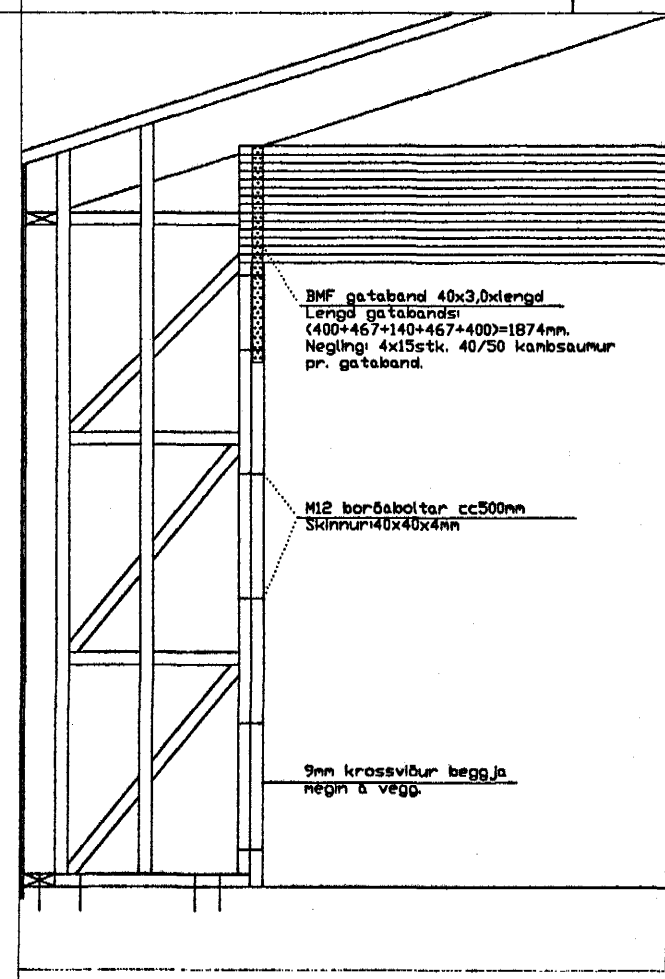 BMF gataband 40x3,0xlengd
Lengd gatabands:
(400+467+140+467+400)=1874mm.
Negling: 4x15stk. 40/50 kambsaumur
pr. gataband.
M12 borðaboltar cc500mm
Skinnur:40x40x4mm
9mm krossviður beggja
megin á vegg.